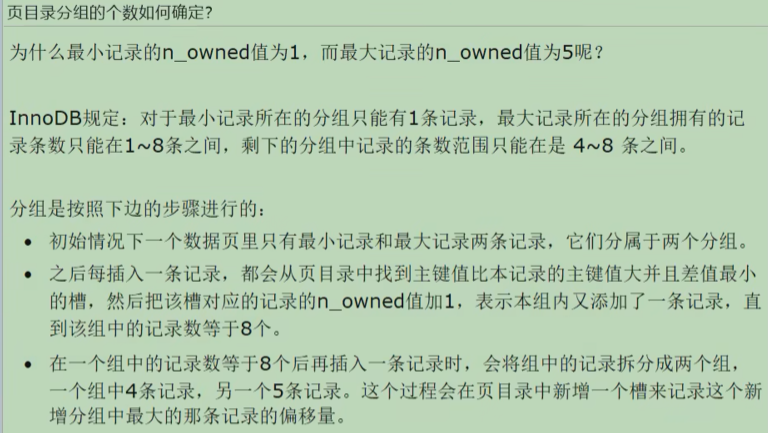 页目录分组的个数如何确定?
为什么最小记录的n_owned值为1，而最大记录的n_owned值为5呢？
InnoDB规定：对于最小记录所在的分组只能有1条记录，最大记录所在的分组拥有的记
录条数只能在1~8条之间，剩下的分组中记录的条数范围只能在是 4~8 条之间。
分组是按照下边的步骤进行的：
• 初始情况下一个数据页里只有最小记录和最大记录两条记录，它们分属于两个分组。
• 之后每插入一条记录，都会从页目录中找到主键值比本记录的主键值大并且差值最小
的槽，然后把该槽对应的记录的n_owned值加1，表示本组内又添加了一条记录，直
到该组中的记录数等于8个。
• 在一个组中的记录数等于8个后再插入一条记录时，会将组中的记录拆分成两个组，
一个组中4条记录，另一个5条记录。这个过程会在页目录中新增一个槽来记录这个新
增分组中最大的那条记录的偏移量。